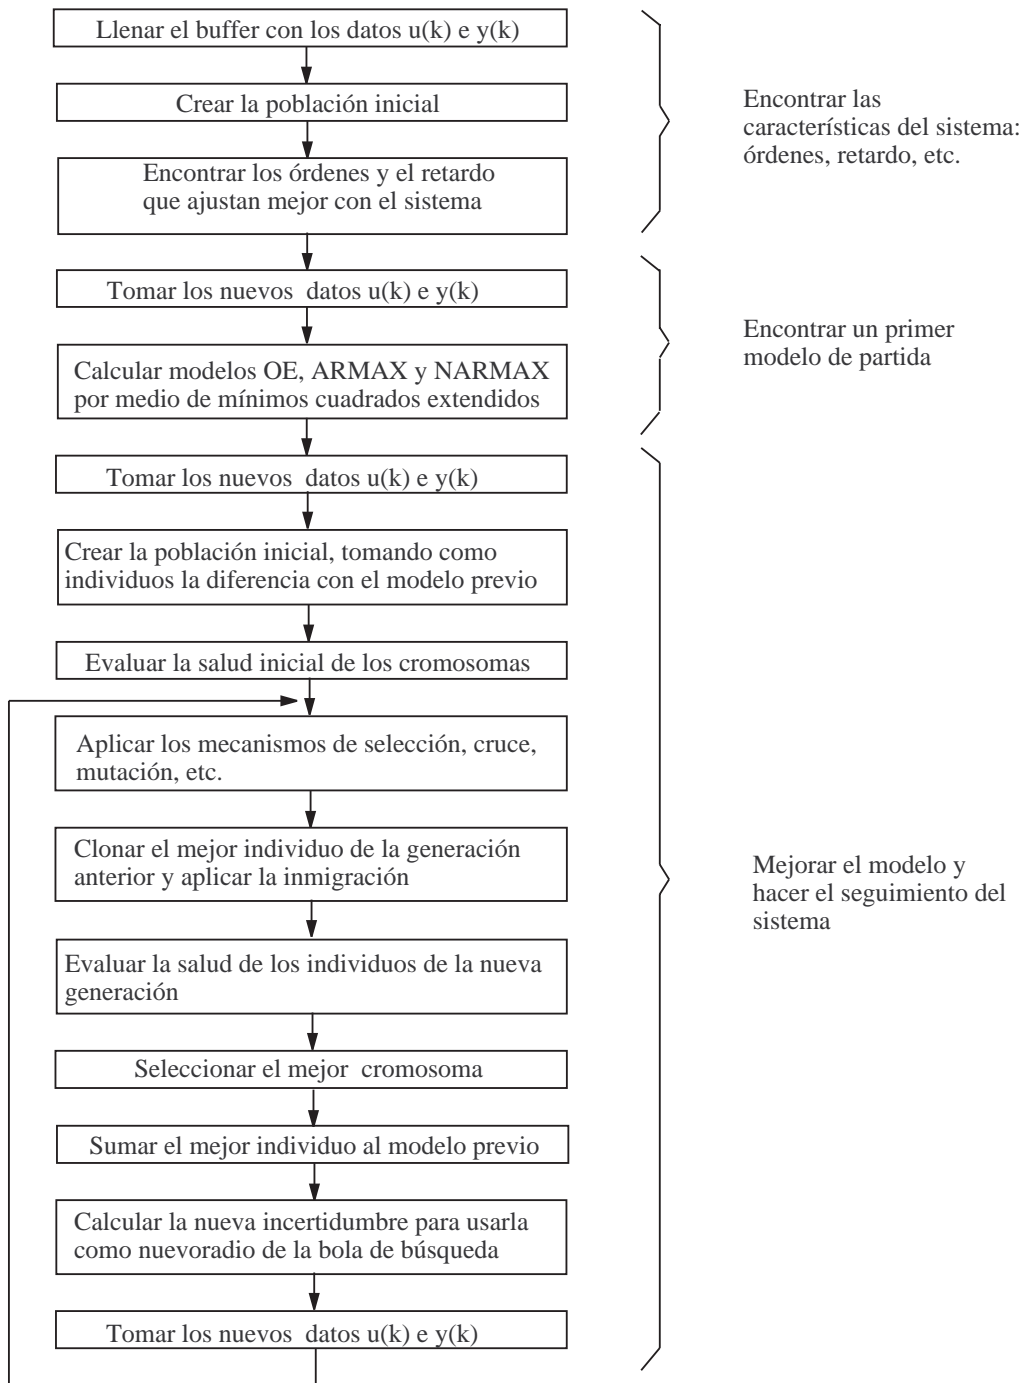 Llenar el buffer con los datos u(k) e y(k)
Crear la población inicial
Encontrar los órdenes y el retardo
que ajustan mejor con el sistema
Encontrar las
características del sistema:
órdenes, retardo, etc.
Tomar los nuevos datos u(k) e y(k)
Calcular modelos OE, ARMAX y NARMAX
por medio de mínimos cuadrados extendidos
Encontrar un primer
modelo de partida
Tomar los nuevos datos u(k) e y(k)
Crear la población inicial, tomando como
individuos la diferencia con el modelo previo
Evaluar la salud inicial de los cromosomas
Aplicar los mecanismos de selección, cruce,
mutación, etc.
Clonar el mejor individuo de la generación
anterior y aplicar la inmigración
Evaluar la salud de los individuos de la nueva
generación
Seleccionar el mejor cromosoma
Sumar el mejor individuo al modelo previo
Calcular la nueva incertidumbre para usarla
como nuevoradio de la bola de búsqueda
Tomar los nuevos datos u(k) e y(k)
Mejorar el modelo y
hacer el seguimiento del
sistema